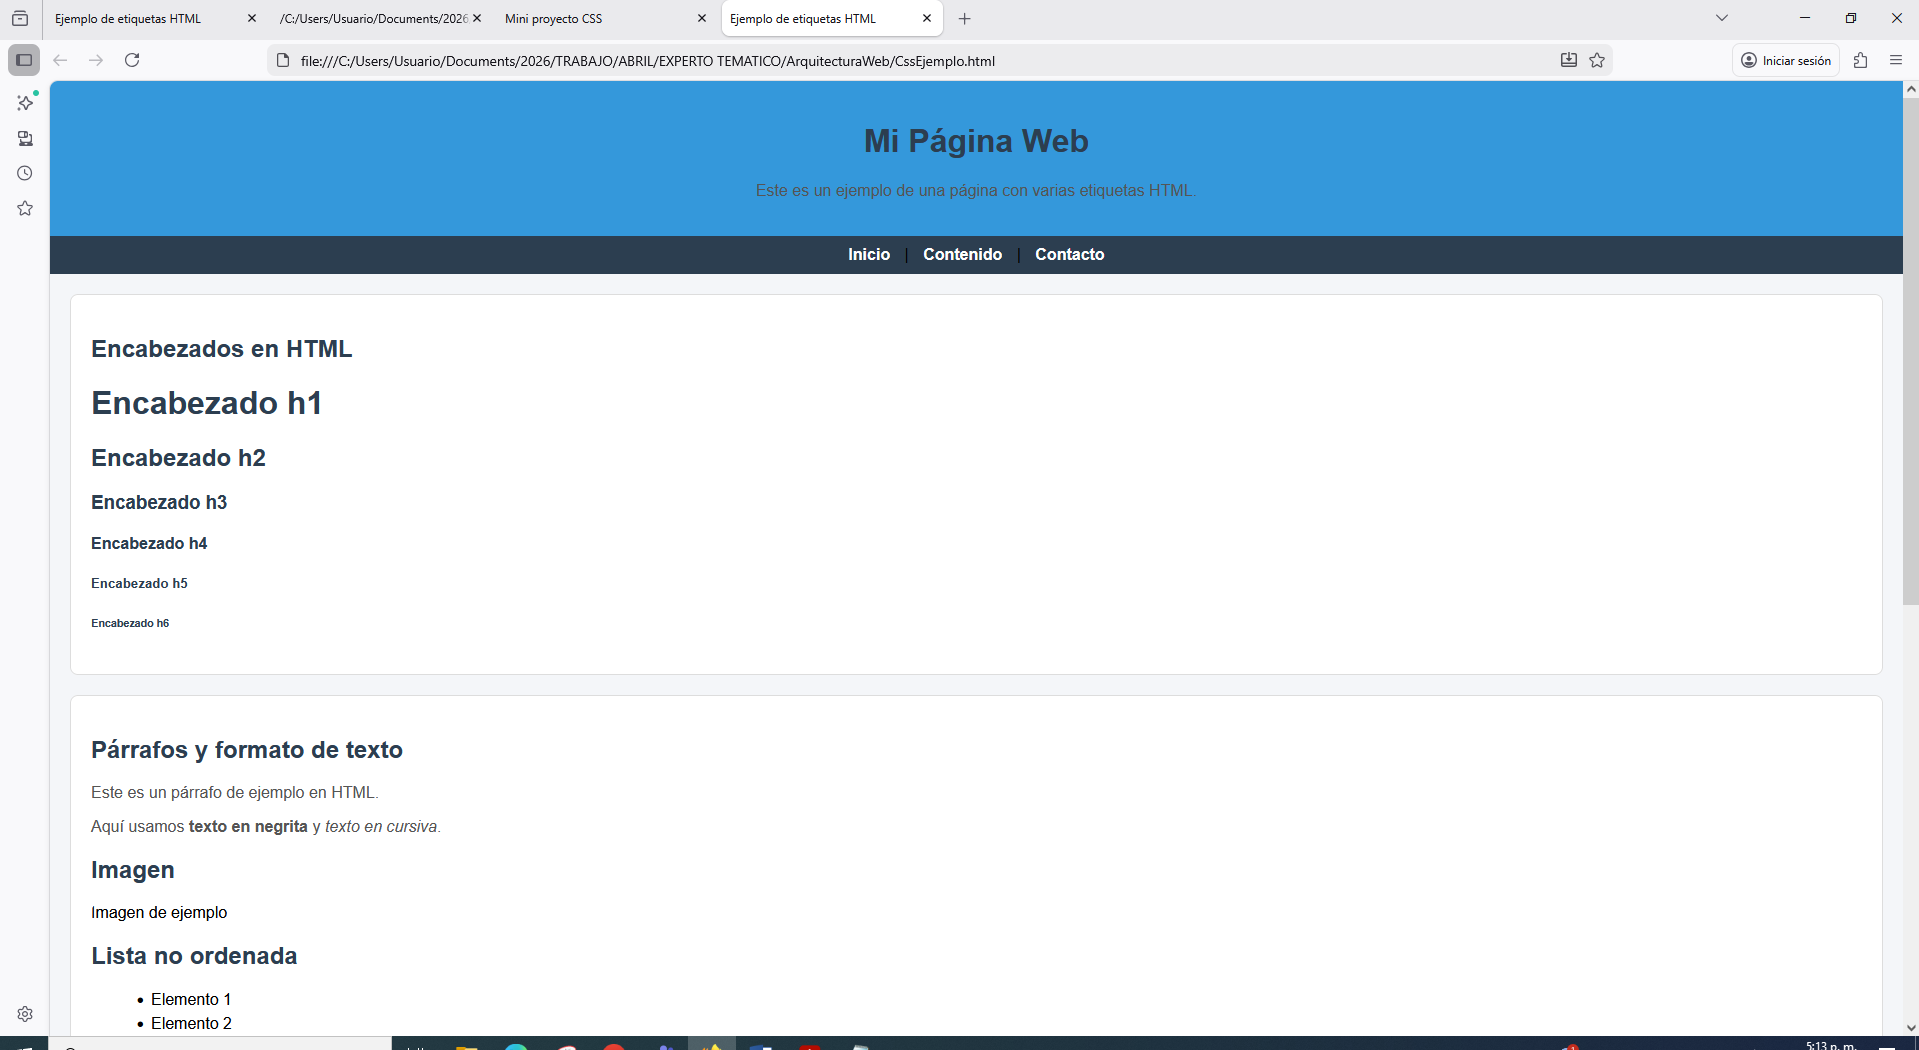 Ejemplo de etiquetas HTML
/C:/Users/Usuario/Documents/2026
Mini proyecto CSS
Ejemplo de etiquetas HTML
file:///C:/Users/Usuario/Documents/2026/TRABAJO/ABRIL/EXPERTO TEMATICO/ArquitecturaWeb/CssEjemplo.html
Iniciar sesión
Mi Página Web
Este es un ejemplo de una página con varias etiquetas HTML.
Inicio | Contenido | Contacto
Encabezados en HTML
Encabezado h1
Encabezado h2
Encabezado h3
Encabezado h4
Encabezado h5
Encabezado h6
Párrafos y formato de texto
Este es un párrafo de ejemplo en HTML.
Aquí usamos texto en negrita y texto en cursiva.
Imagen
Imagen de ejemplo
Lista no ordenada
• Elemento 1
• Elemento 2
5:13 p. m.